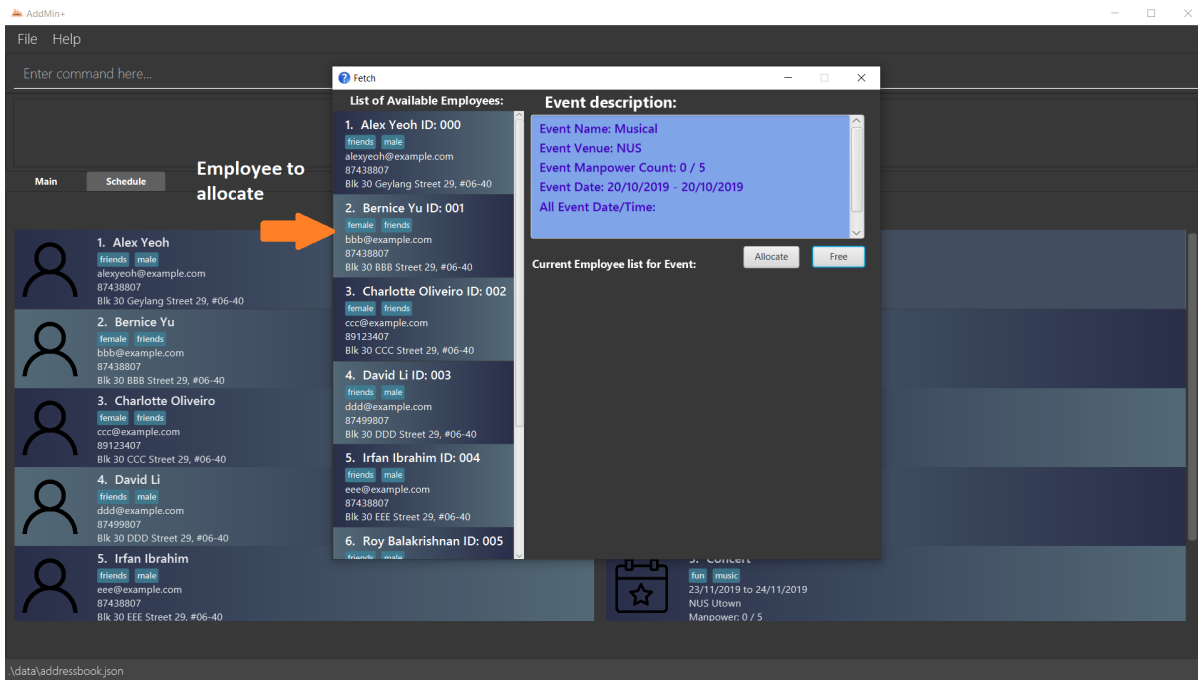 AddMin+
File Help
Enter command here...
Main Schedule
Employee to
allocate
1. Alex Yeoh
friends male
alexyeoh@example.com
87438807
Blk 30 Geylang Street 29, #06-40
2. Bernice Yu
female friends
bbb@example.com
87438807
Blk 30 BBB Street 29, #06-40
3. Charlotte Oliveiro
female friends
ccc@example.com
89123407
Blk 30 CCC Street 29, #06-40
4. David Li
friends male
ddd@example.com
87499807
Blk 30 DDD Street 29, #06-40
5. Irfan Ibrahim
friends male
eee@example.com
87438807
Blk 30 EEE Street 29, #06-40
Fetch
List of Available Employees:
1. Alex Yeoh ID: 000
friends male
alexyeoh@example.com
87438807
Blk 30 Geylang Street 29, #06-40
2. Bernice Yu ID: 001
female friends
bbb@example.com
87438807
Blk 30 BBB Street 29, #06-40
3. Charlotte Oliveiro ID: 002
female friends
ccc@example.com
89123407
Blk 30 CCC Street 29, #06-40
4. David Li ID: 003
friends male
ddd@example.com
87499807
Blk 30 DDD Street 29, #06-40
5. Irfan Ibrahim ID: 004
friends male
eee@example.com
87438807
Blk 30 EEE Street 29, #06-40
6. Roy Balakrishnan ID: 005
friends male
Event description:
Event Name: Musical
Event Venue: NUS
Event Manpower Count: 0 / 5
Event Date: 20/10/2019 - 20/10/2019
All Event Date/Time:
Allocate Free
Current Employee list for Event:
3. Concert
fun music
23/11/2019 to 24/11/2019
NUS Utown
Manpower: 0 / 5
.\data\addressbook.json